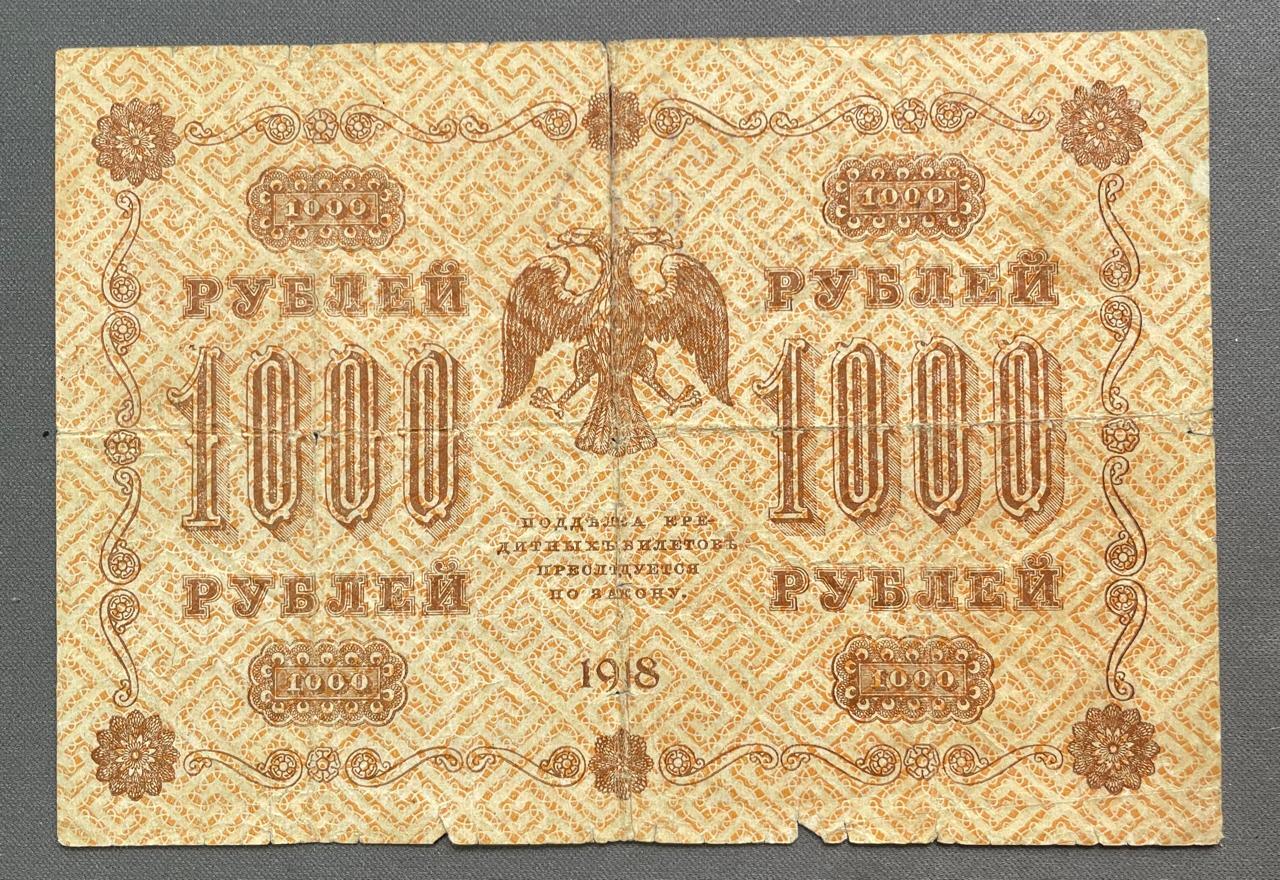 1000
1000
РУБЛЕЙ
РУБЛЕЙ
1000
1000
ПОДДѢЛКА КРЕ-
ДИТНЫХЪ БИЛЕТОВЪ
ПРЕСЛѢДУЕТСЯ
ПО ЗАКОНУ.
РУБЛЕЙ
РУБЛЕЙ
1000
1918
1000